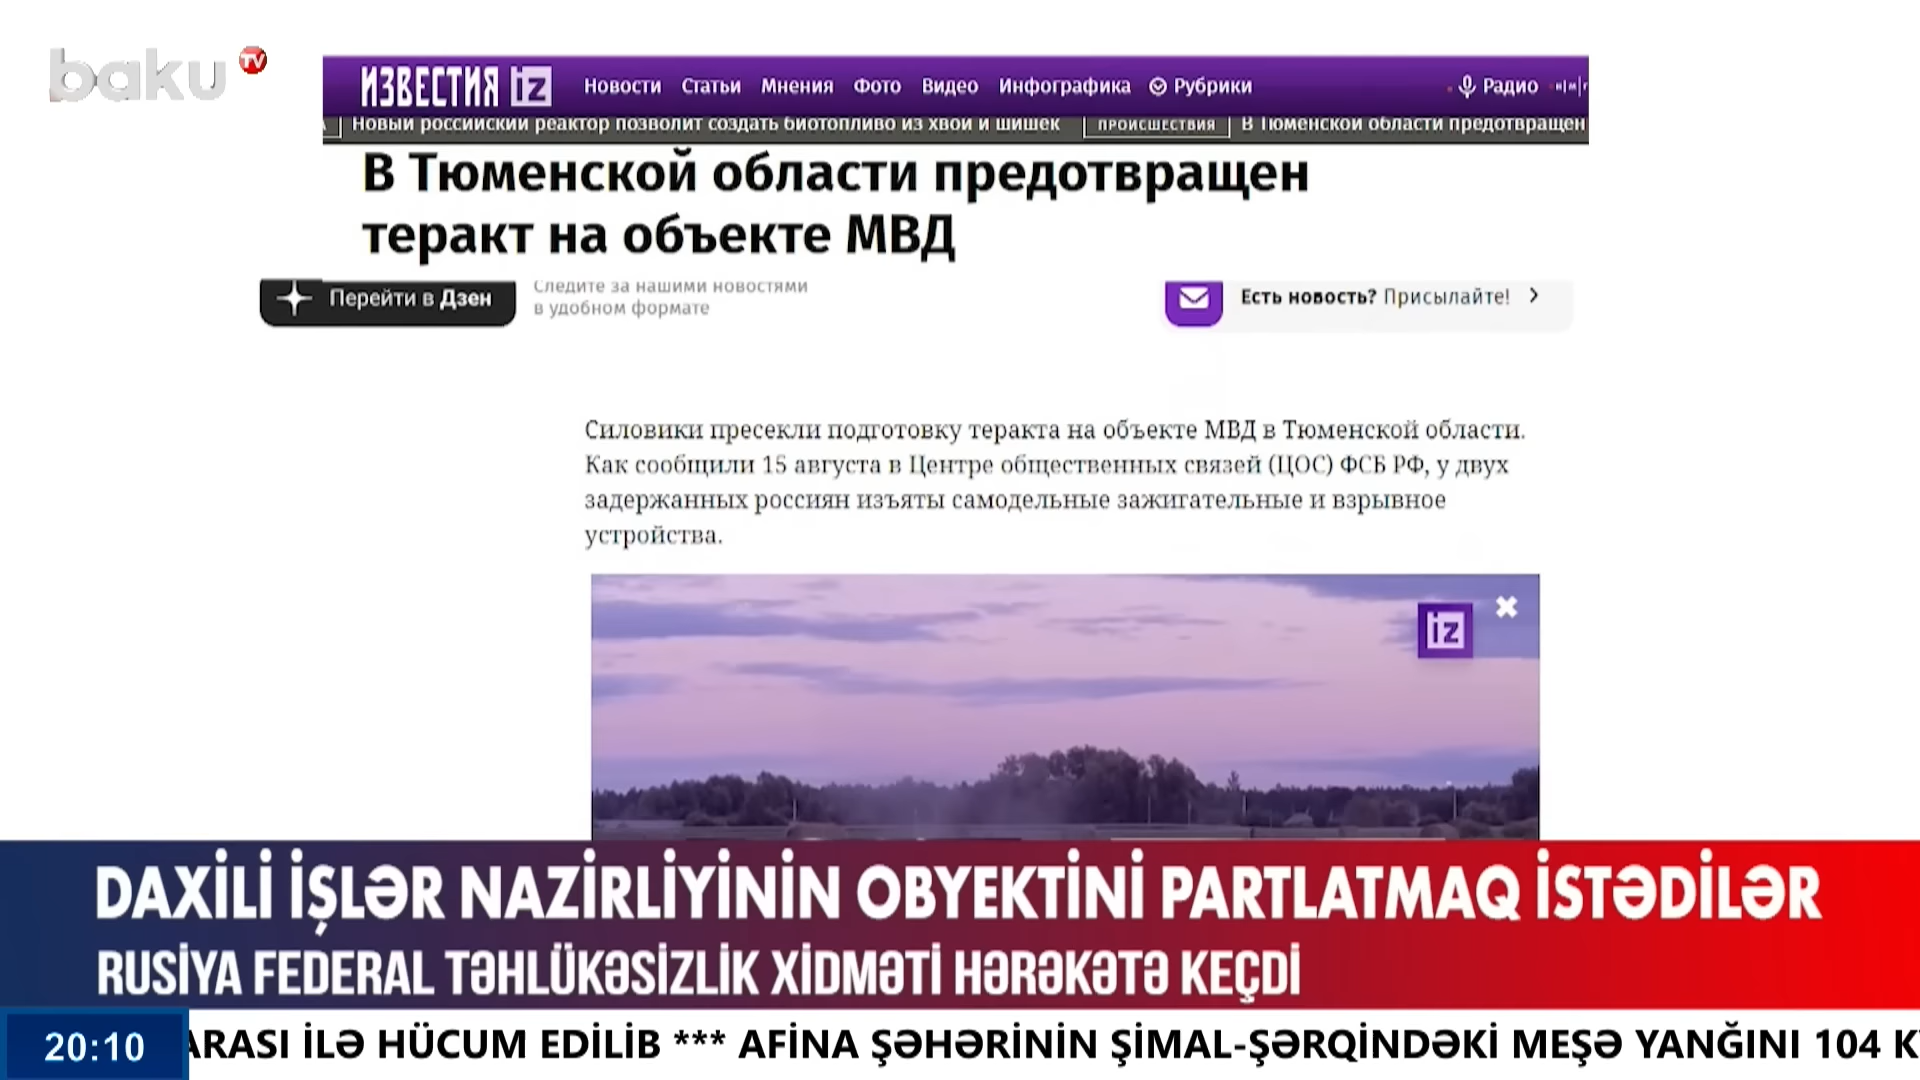 baku TV
ИЗВЕСТИЯ iz Новости Статьи Мнения Фото Видео Инфографика Рубрики Радио
Новый российский реактор позволит создать биотопливо из хвои и шишек ПРОИСШЕСТВИЯ В Тюменской области предотвращен
В Тюменской области предотвращен
теракт на объекте МВД
Перейти в Дзен
Следите за нашими новостями
в удобном формате
Есть новость? Присылайте!
Силовики пресекли подготовку теракта на объекте МВД в Тюменской области.
Как сообщили 15 августа в Центре общественных связей (ЦОС) ФСБ РФ, у двух
задержанных россиян изъяты самодельные зажигательные и взрывное
устройства.
iz
DAXİLİ İŞLƏR NAZİRLİYİNİN OBYEKTİNİ PARTLATMAQ İSTƏDİLƏR
RUSİYA FEDERAL TƏHLÜKƏSİZLİK XİDMƏTİ HƏRƏKƏTƏ KEÇDİ
20:10 ARASI İLƏ HÜCUM EDİLİB *** AFİNA ŞƏHƏRİNİN ŞİMAL-ŞƏRQİNDƏKİ MEŞƏ YANĞINI 104 K